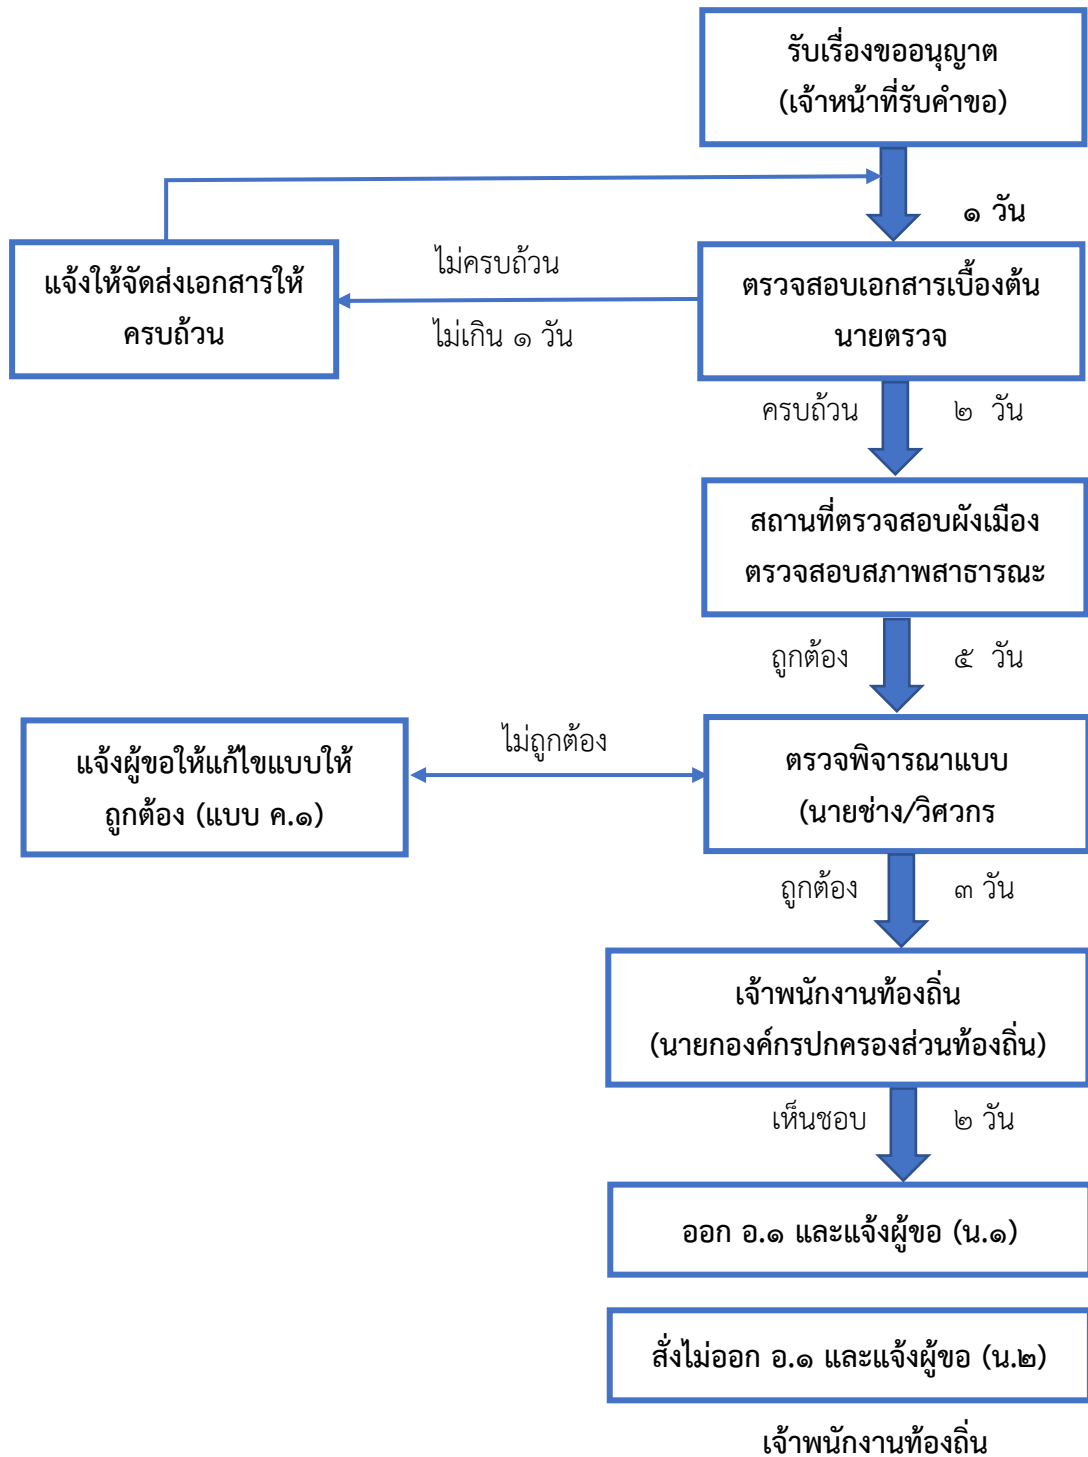 รับเรื่องขออนุญาต
(เจ้าหน้าที่รับคำขอ)
๑ วัน
แจ้งให้จัดส่งเอกสารให้
ครบถ้วน
ไม่ครบถ้วน
ไม่เกิน ๑ วัน
ตรวจสอบเอกสารเบื้องต้น
นายตรวจ
ครบถ้วน ๒ วัน
สถานที่ตรวจสอบผังเมือง
ตรวจสอบสภาพสาธารณะ
ถูกต้อง ๕ วัน
แจ้งผู้ขอให้แก้ไขแบบให้
ถูกต้อง (แบบ ค.๑)
ไม่ถูกต้อง
ตรวจพิจารณาแบบ
(นายช่าง/วิศวกร
ถูกต้อง ๓ วัน
เจ้าพนักงานท้องถิ่น
(นายกองค์กรปกครองส่วนท้องถิ่น)
เห็นชอบ ๒ วัน
ออก อ.๑ และแจ้งผู้ขอ (น.๑)
สั่งไม่ออก อ.๑ และแจ้งผู้ขอ (น.๒)
เจ้าพนักงานท้องถิ่น